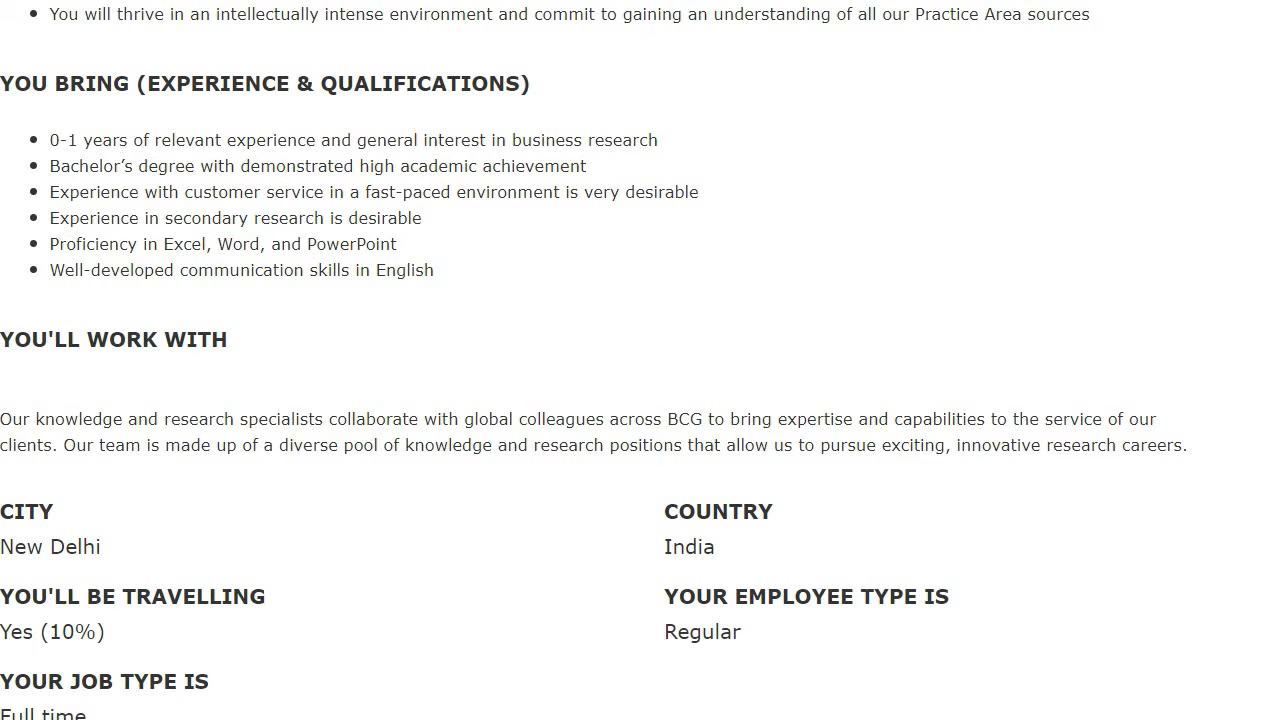 You will thrive in an intellectually intense environment and commit to gaining an understanding of all our Practice Area sources
YOU BRING (EXPERIENCE & QUALIFICATIONS)
0-1 years of relevant experience and general interest in business research
Bachelor’s degree with demonstrated high academic achievement
Experience with customer service in a fast-paced environment is very desirable
Experience in secondary research is desirable
Proficiency in Excel, Word, and PowerPoint
Well-developed communication skills in English
YOU'LL WORK WITH
Our knowledge and research specialists collaborate with global colleagues across BCG to bring expertise and capabilities to the service of our
clients. Our team is made up of a diverse pool of knowledge and research positions that allow us to pursue exciting, innovative research careers.
CITY
New Delhi
COUNTRY
India
YOU'LL BE TRAVELLING
Yes (10%)
YOUR EMPLOYEE TYPE IS
Regular
YOUR JOB TYPE IS
Full time